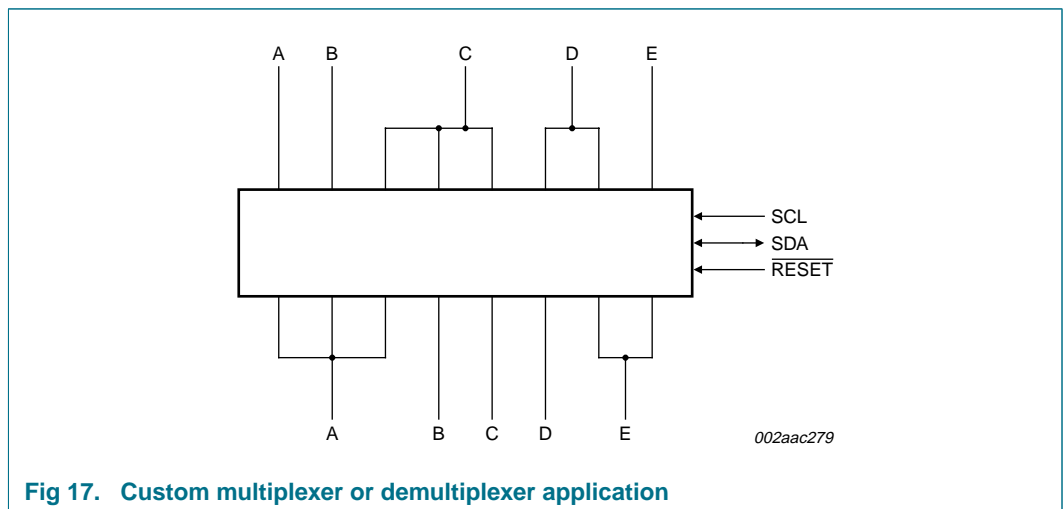 A B C D E
SCL
SDA
RESET
A B C D E
002aac279
Fig 17. Custom multiplexer or demultiplexer application